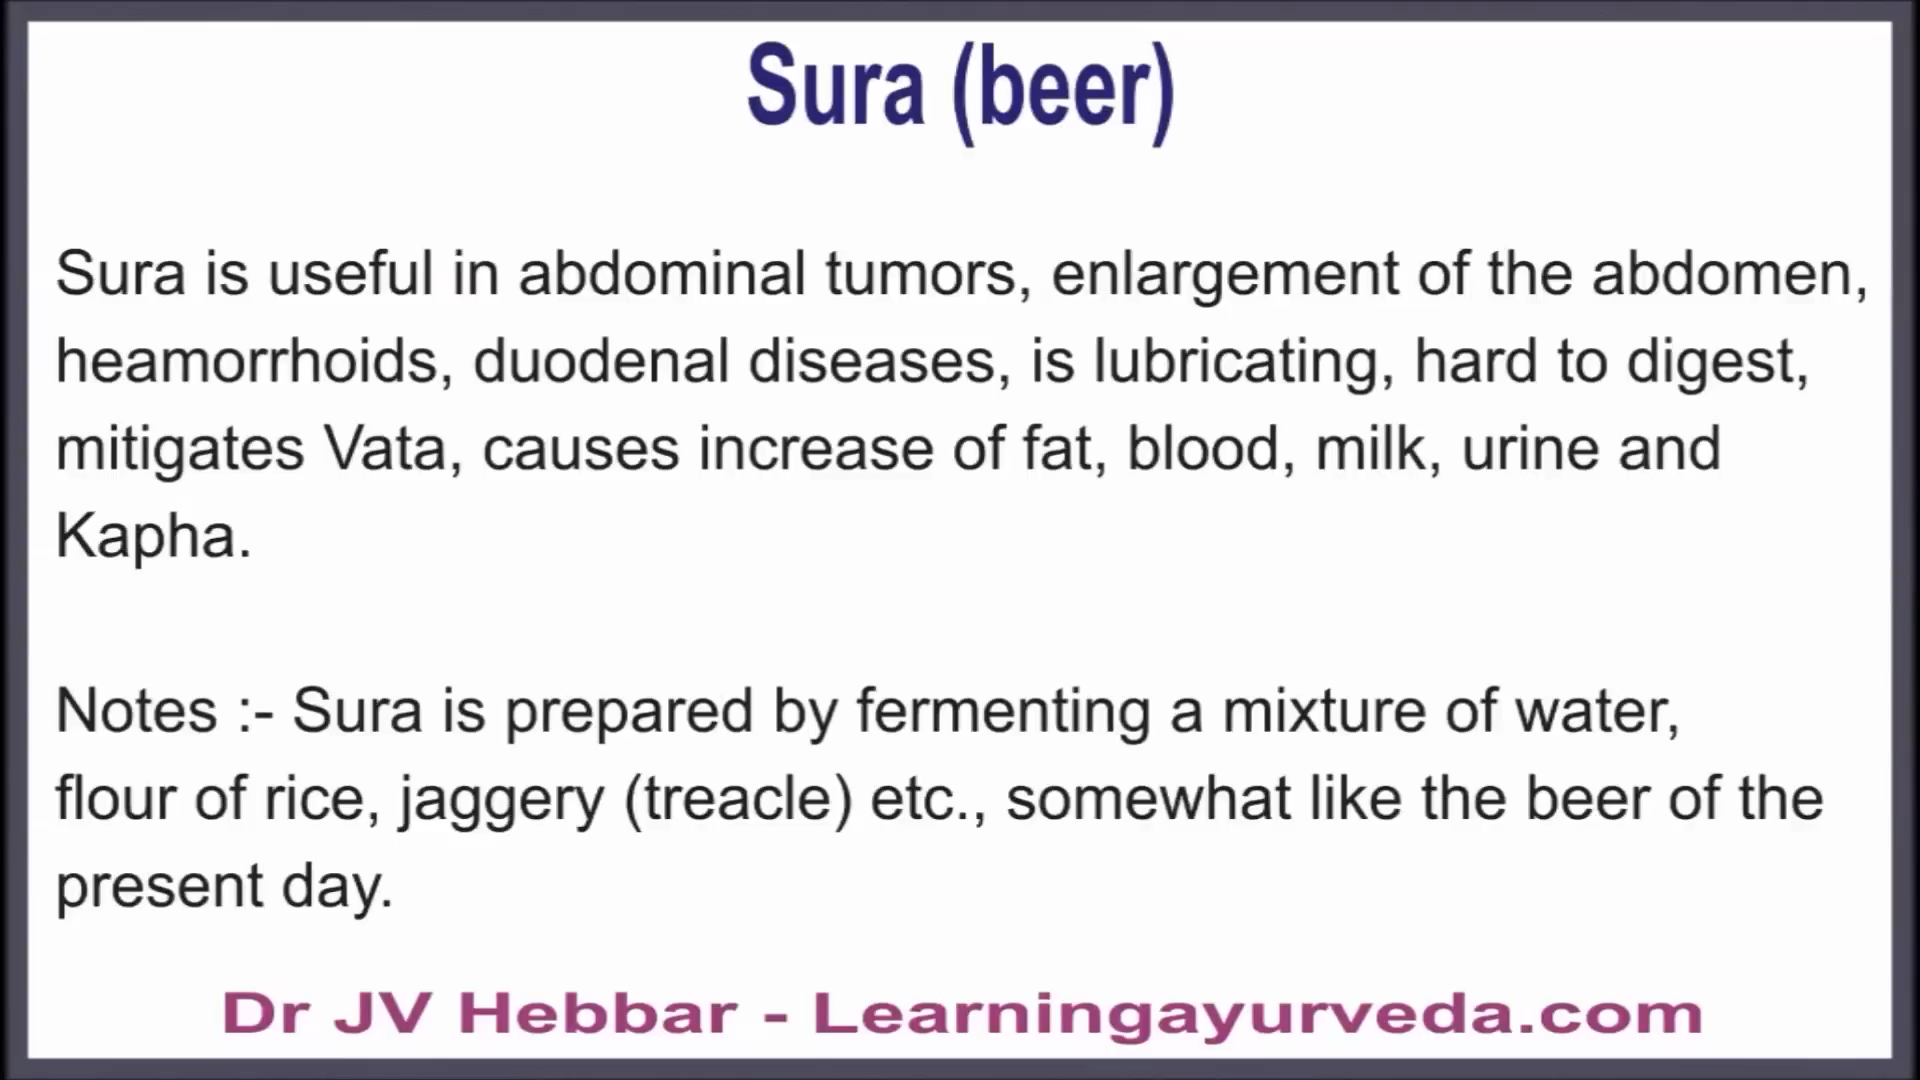 Sura (beer)
Sura is useful in abdominal tumors, enlargement of the abdomen,
heamorrhoids, duodenal diseases, is lubricating, hard to digest,
mitigates Vata, causes increase of fat, blood, milk, urine and
Kapha.
Notes :- Sura is prepared by fermenting a mixture of water,
flour of rice, jaggery (treacle) etc., somewhat like the beer of the
present day.
Dr JV Hebbar - Learningayurveda.com